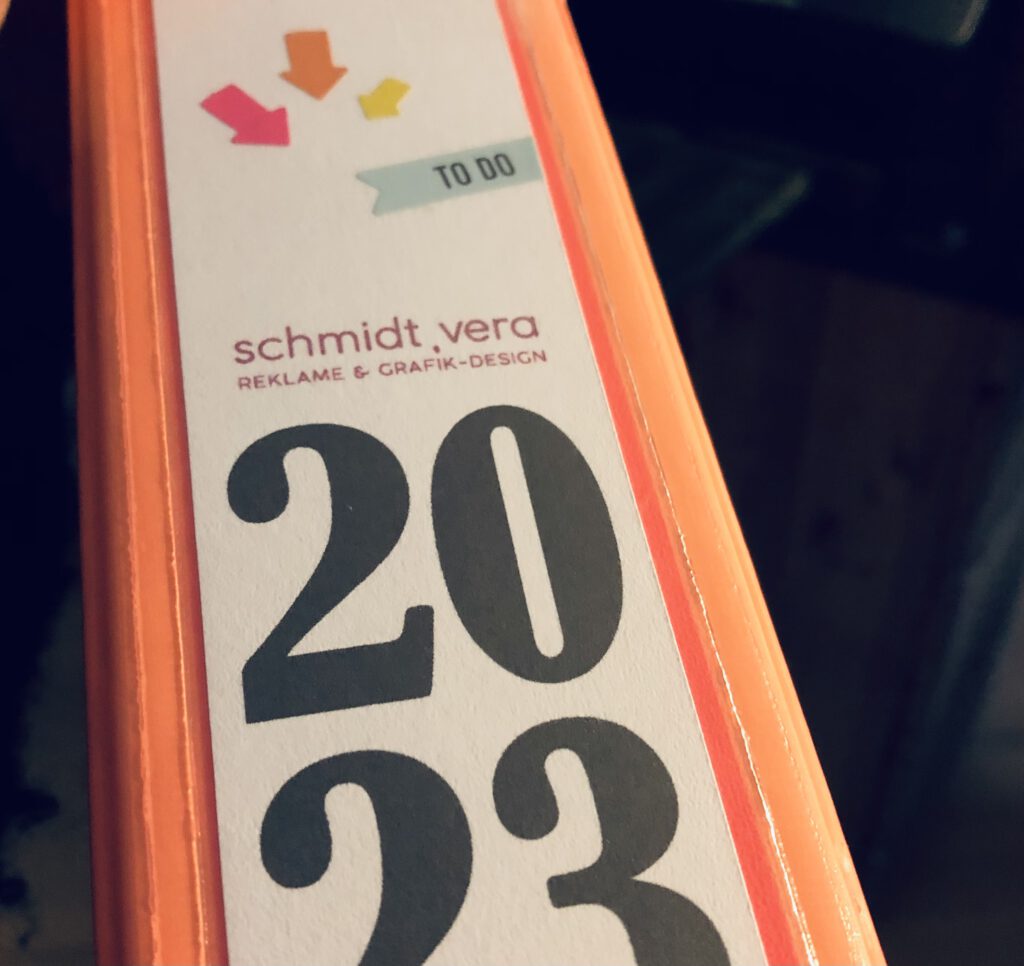 TO DO
schmidt,vera
REKLAME & GRAFIK-DESIGN
20
23